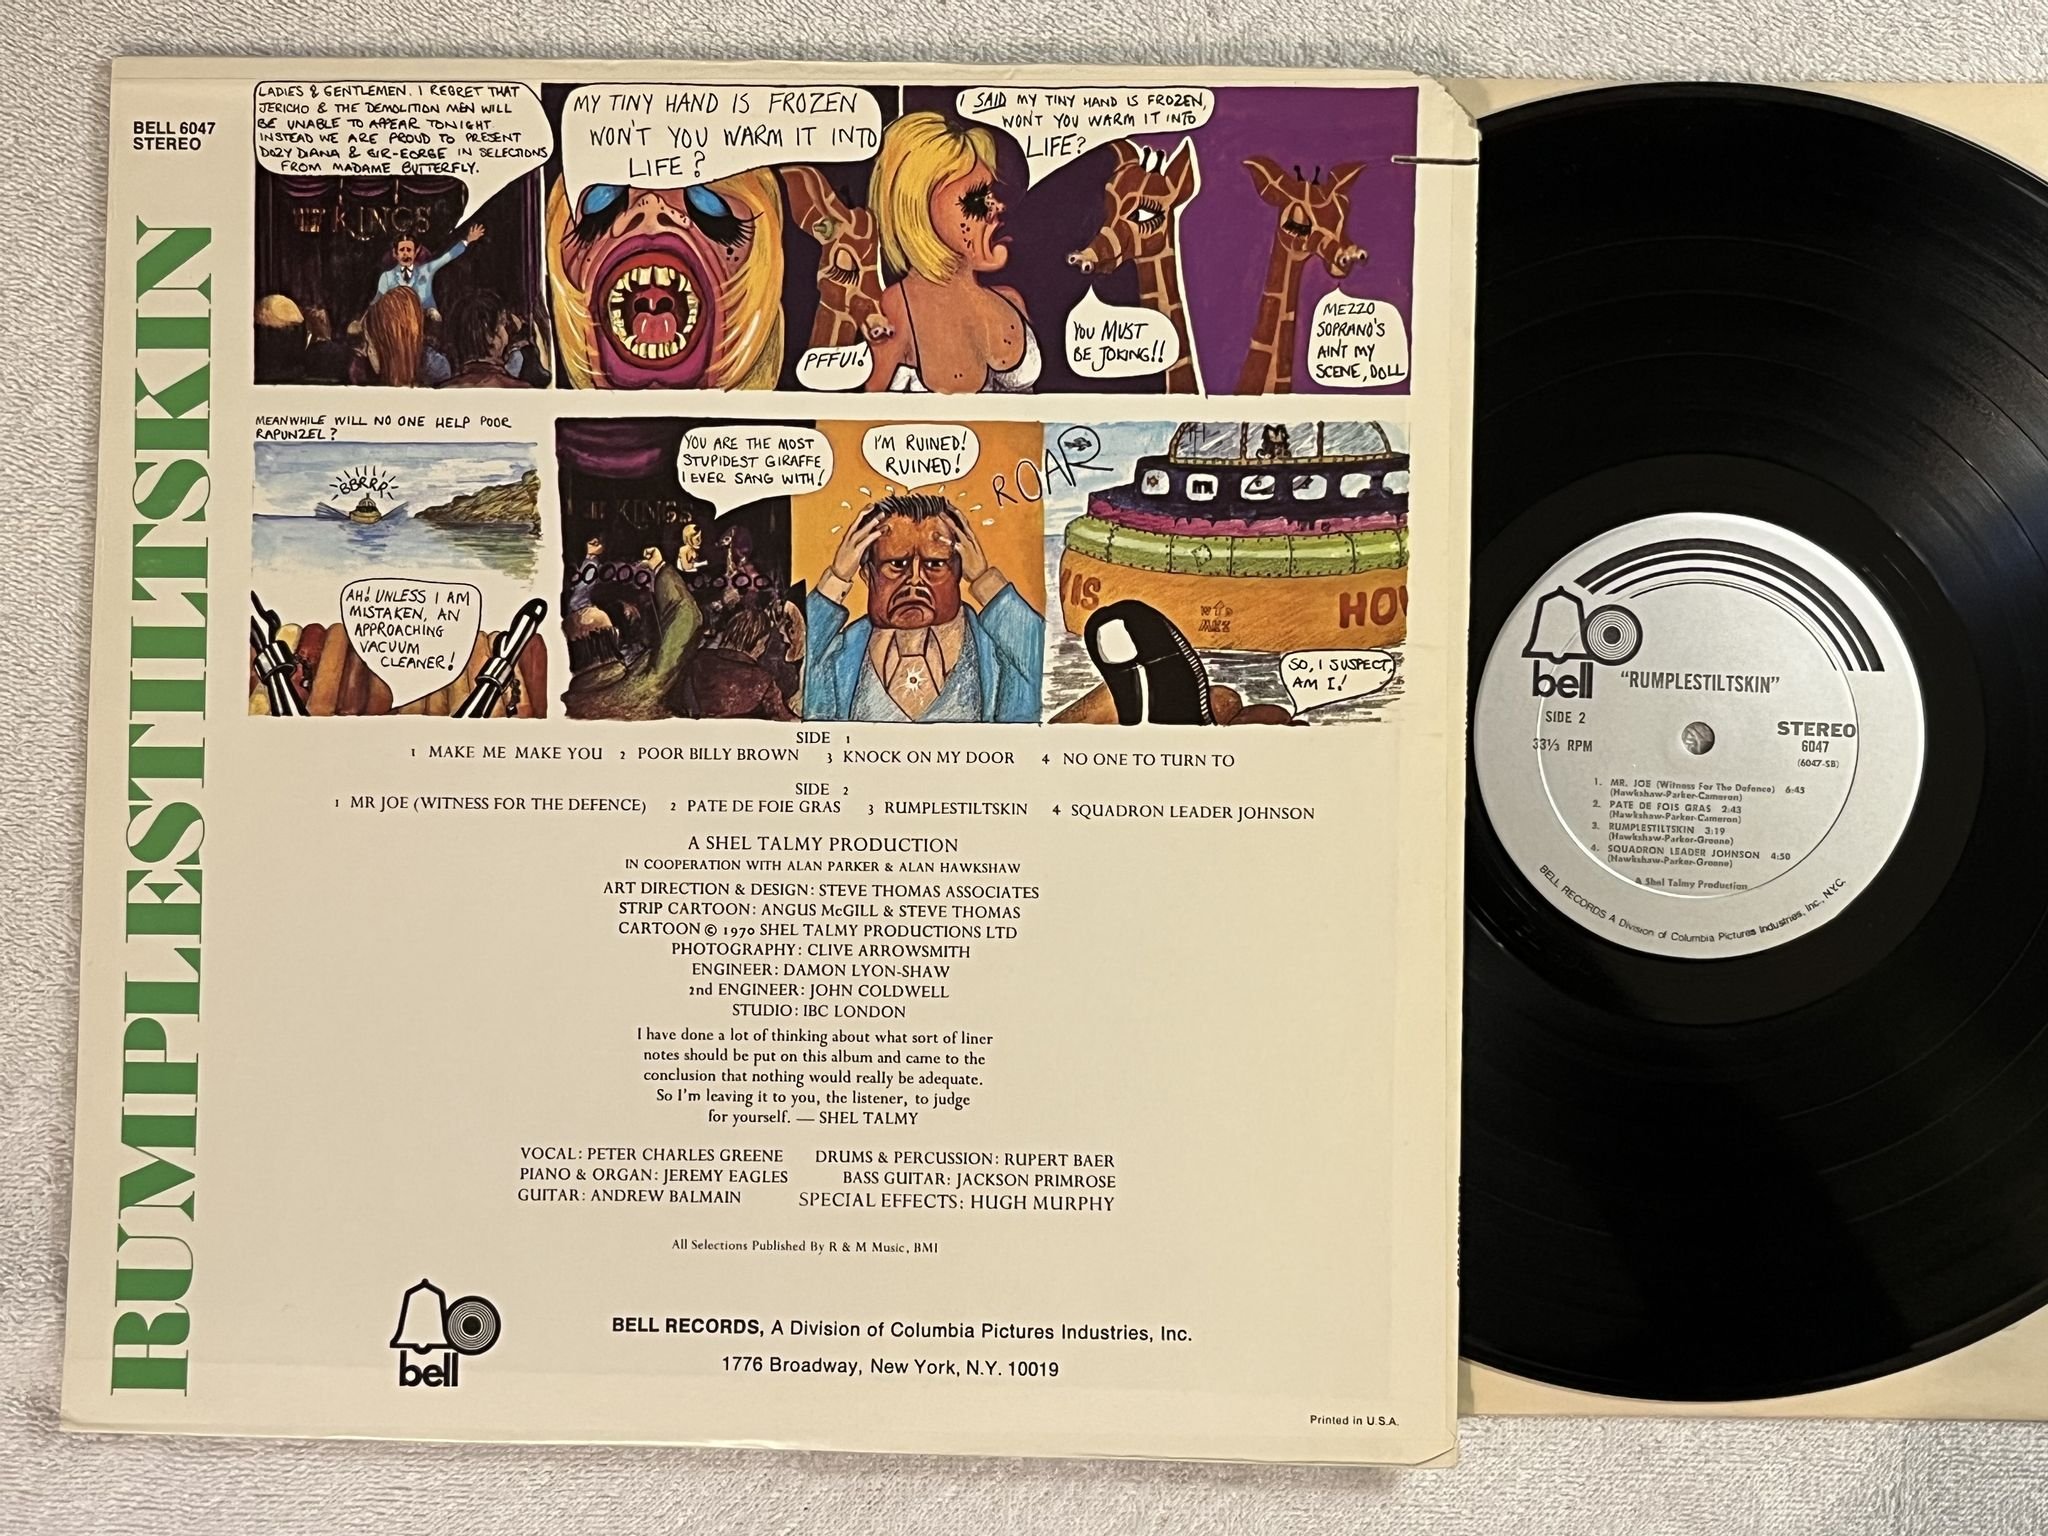 BELL 6047
STEREO
RUMPLESTILTSKIN
LADIES & GENTLEMEN. I REGRET THAT
JERICHO & THE DEMOLITION MEN WILL
BE UNABLE TO APPEAR TONIGHT.
INSTEAD WE ARE PROUD TO PRESENT
DOZY DIANA & GIR-EORGE IN SELECTIONS
FROM MADAME BUTTERFLY.
KINGS
MY TINY HAND IS FROZEN
WON'T YOU WARM IT INTO
LIFE?
PFFUI!
I SAID MY TINY HAND IS FROZEN,
WON'T YOU WARM IT INTO
LIFE?
YOU MUST
BE JOKING!!
MEZZO
SOPRANO'S
AIN'T MY
SCENE, DOLL
MEANWHILE WILL NO ONE HELP POOR
RAPUNZEL?
BBRRP
AH! UNLESS I AM
MISTAKEN, AN
APPROACHING
VACUUM
CLEANER!
YOU ARE THE MOST
STUPIDEST GIRAFFE
I EVER SANG WITH!
KINGS
I'M RUINED!
RUINED!
ROAR
IS HOV
SO, I SUSPECT,
AM I!
SIDE 1
1 MAKE ME MAKE YOU 2 POOR BILLY BROWN 3 KNOCK ON MY DOOR 4 NO ONE TO TURN TO
SIDE 2
1 MR JOE (WITNESS FOR THE DEFENCE) 2 PATE DE FOIE GRAS 3 RUMPLESTILTSKIN 4 SQUADRON LEADER JOHNSON
A SHEL TALMY PRODUCTION
IN COOPERATION WITH ALAN PARKER & ALAN HAWKSHAW
ART DIRECTION & DESIGN: STEVE THOMAS ASSOCIATES
STRIP CARTOON: ANGUS McGILL & STEVE THOMAS
CARTOON © 1970 SHEL TALMY PRODUCTIONS LTD
PHOTOGRAPHY: CLIVE ARROWSMITH
ENGINEER: DAMON LYON-SHAW
2nd ENGINEER: JOHN COLDWELL
STUDIO: IBC LONDON
I have done a lot of thinking about what sort of liner
notes should be put on this album and came to the
conclusion that nothing would really be adequate.
So I'm leaving it to you, the listener, to judge
for yourself. — SHEL TALMY
VOCAL: PETER CHARLES GREENE DRUMS & PERCUSSION: RUPERT BAER
PIANO & ORGAN: JEREMY EAGLES BASS GUITAR: JACKSON PRIMROSE
GUITAR: ANDREW BALMAIN SPECIAL EFFECTS: HUGH MURPHY
All Selections Published By R & M Music, BMI
bell
BELL RECORDS, A Division of Columbia Pictures Industries, Inc.
1776 Broadway, New York, N.Y. 10019
Printed in U.S.A.
bell
"RUMPLESTILTSKIN"
SIDE 2
33⅓ RPM
STEREO
6047
(6047-SB)
1. MR. JOE (Witness For The Defence) 6:45
(Hawkshaw-Parker-Cameron)
2. PATE DE FOIS GRAS 2:43
(Hawkshaw-Parker-Cameron)
3. RUMPLESTILTSKIN 3:19
(Hawkshaw-Parker-Greene)
4. SQUADRON LEADER JOHNSON 4:50
(Hawkshaw-Parker-Greene)
A Shel Talmy Production
BELL RECORDS A Division of Columbia Pictures Industries, Inc., N.Y.C.